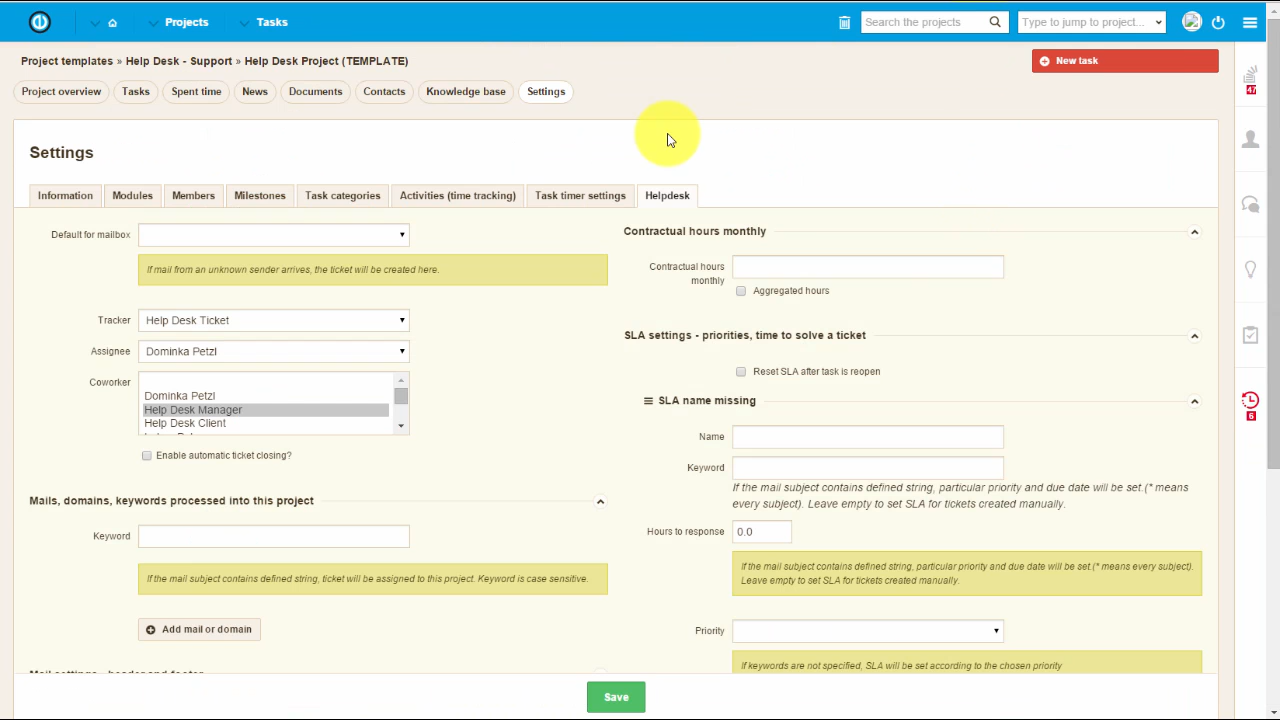 Projects
Tasks
Search the projects
Type to jump to project...
Project templates » Help Desk - Support » Help Desk Project (TEMPLATE)
New task
Project overview
Tasks
Spent time
News
Documents
Contacts
Knowledge base
Settings
47
6
Settings
Information
Modules
Members
Milestones
Task categories
Activities (time tracking)
Task timer settings
Helpdesk
Default for mailbox
If mail from an unknown sender arrives, the ticket will be created here.
Tracker
Help Desk Ticket
Assignee
Dominka Petzl
Coworker
Dominka Petzl
Help Desk Manager
Help Desk Client
Enable automatic ticket closing?
Mails, domains, keywords processed into this project
Keyword
If the mail subject contains defined string, ticket will be assigned to this project. Keyword is case sensitive.
Add mail or domain
Mail settings - header and footer
Contractual hours monthly
Contractual hours
monthly
Aggregated hours
SLA settings - priorities, time to solve a ticket
Reset SLA after task is reopen
SLA name missing
Name
Keyword
If the mail subject contains defined string, particular priority and due date will be set.(* means
every subject). Leave empty to set SLA for tickets created manually.
Hours to response
0.0
If the mail subject contains defined string, particular priority and due date will be set.(* means every subject).
Leave empty to set SLA for tickets created manually.
Priority
If keywords are not specified, SLA will be set according to the chosen priority
Save